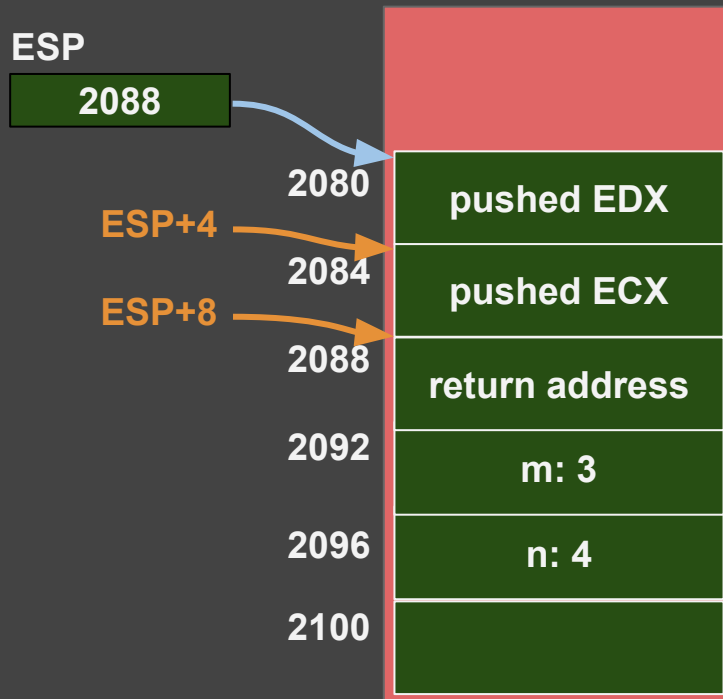 ESP
2088
2080
pushed EDX
ESP+4
2084
pushed ECX
ESP+8
2088
return address
2092
m: 3
2096
n: 4
2100